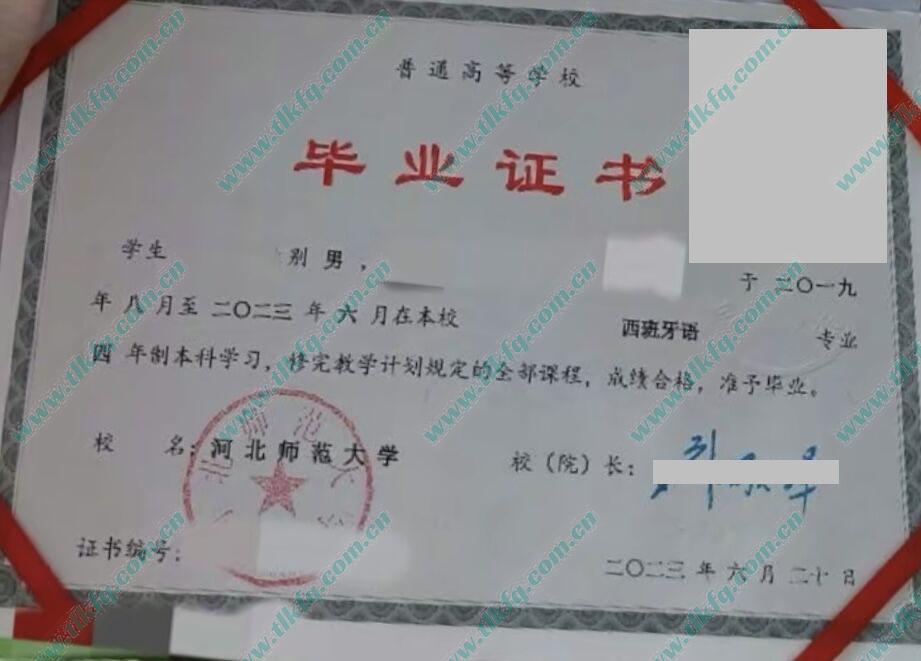 普通高等学校
毕业证书
学生 别 男，
于 二〇一九
年 八 月至 二〇二三 年 六 月在本校 西班牙语 专业
四 年制本科学习，修完教学计划规定的全部课程，成绩合格，准予毕业。
校 名：河北师范大学 校（院）长：
证书编号：
二〇二三 年 六 月 二十 日
www.tlkfq.com.cn